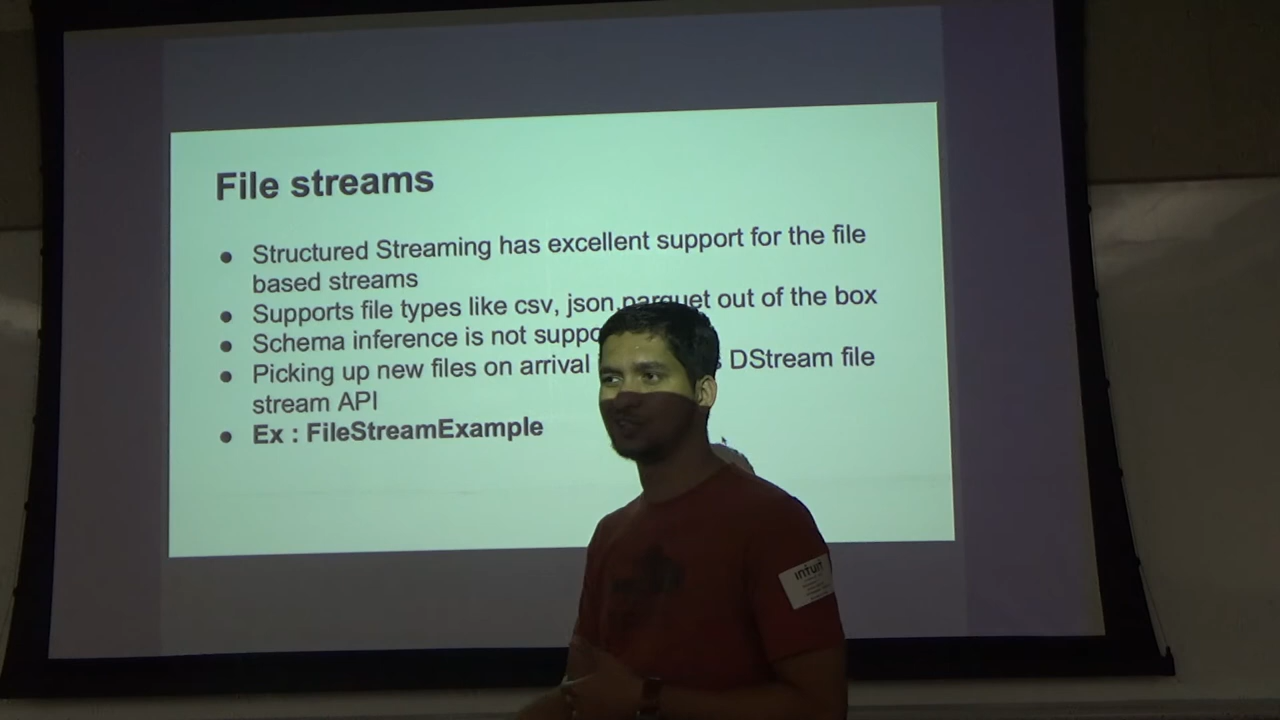 File streams
● Structured Streaming has excellent support for the file
based streams
● Supports file types like csv, json,parquet out of the box
● Schema inference is not
● Picking up new files on arrival DStream file
stream API
● Ex : FileStreamExample
intuit